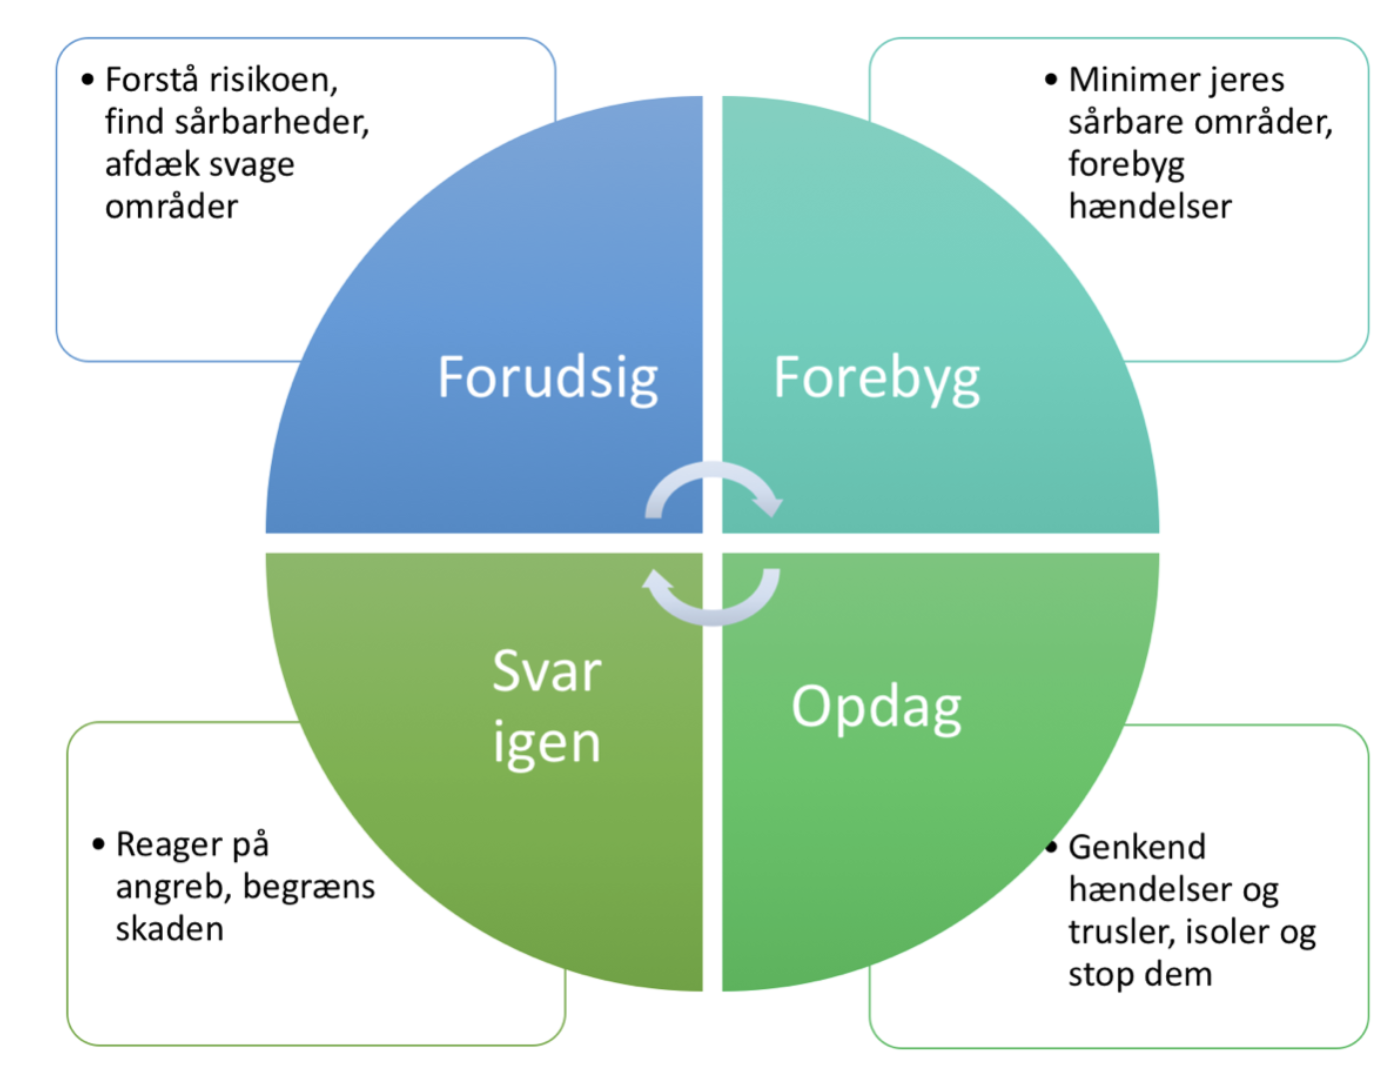 • Forstå risikoen,
find sårbarheder,
afdæk svage
områder
• Minimer jeres
sårbare områder,
forebyg
hændelser
Forudsig
Forebyg
Svar
igen
Opdag
• Reager på
angreb, begræns
skaden
• Genkend
hændelser og
trusler, isoler og
stop dem